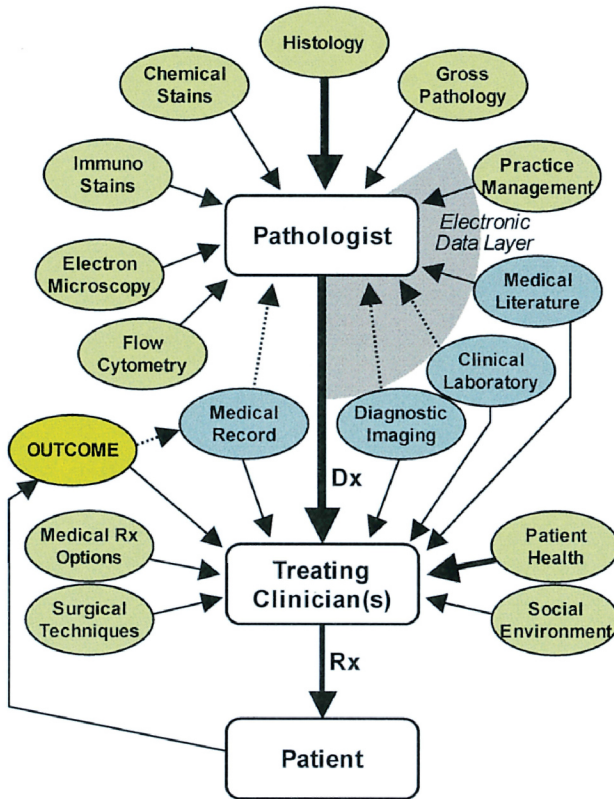 Histology
Chemical
Stains
Gross
Pathology
Immuno
Stains
Practice
Management
Pathologist
Electronic
Data Layer
Electron
Microscopy
Medical
Literature
Flow
Cytometry
Clinical
Laboratory
Medical
Record
Diagnostic
Imaging
OUTCOME
Dx
Medical Rx
Options
Patient
Health
Treating
Clinician(s)
Surgical
Techniques
Social
Environment
Rx
Patient